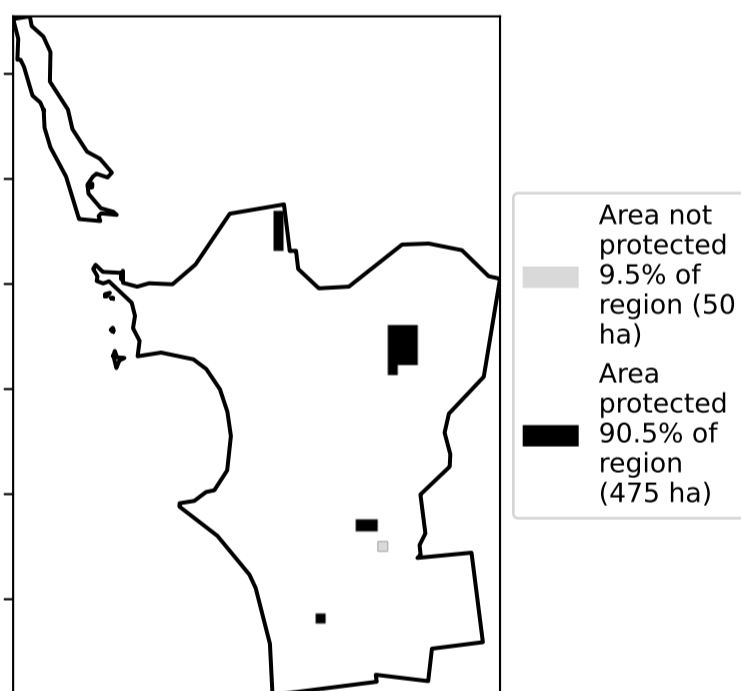 Area not
protected
9.5% of
region (50
ha)
Area
protected
90.5% of
region
(475 ha)